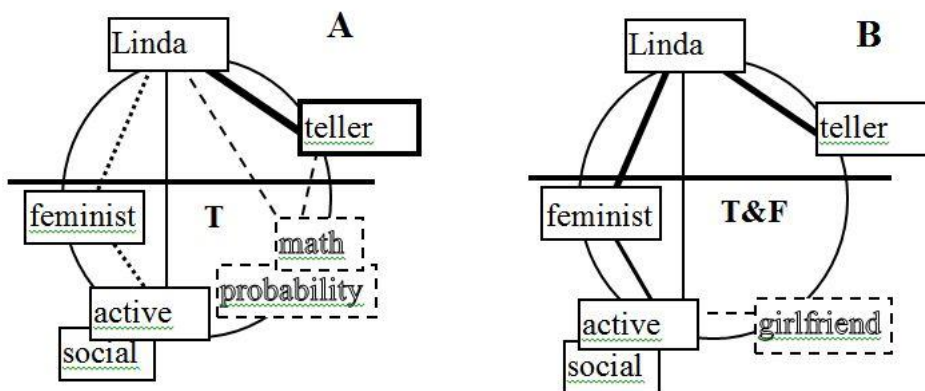 A
Linda
teller
feminist
T
math
probability
active
social
B
Linda
teller
feminist
T&F
active
girlfriend
social